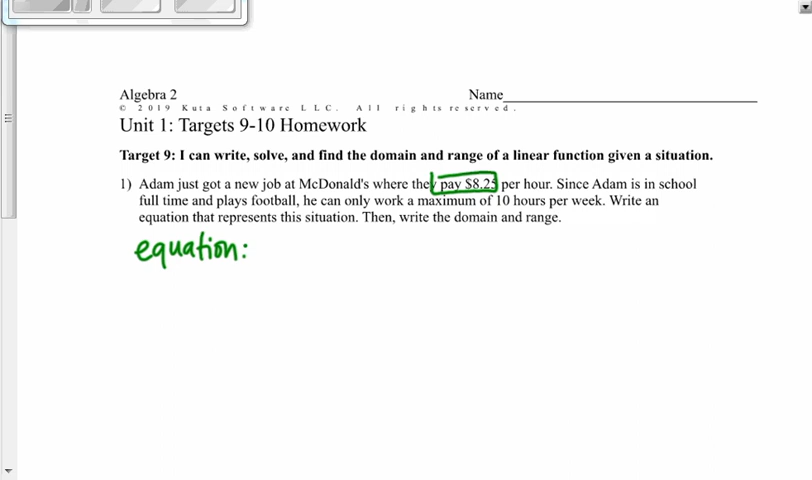 Algebra 2
Name
© 2019 Kuta Software LLC. All rights reserved.
Unit 1: Targets 9-10 Homework
Target 9: I can write, solve, and find the domain and range of a linear function given a situation.
1) Adam just got a new job at McDonald's where they pay $8.25 per hour. Since Adam is in school
full time and plays football, he can only work a maximum of 10 hours per week. Write an
equation that represents this situation. Then, write the domain and range.
equation: